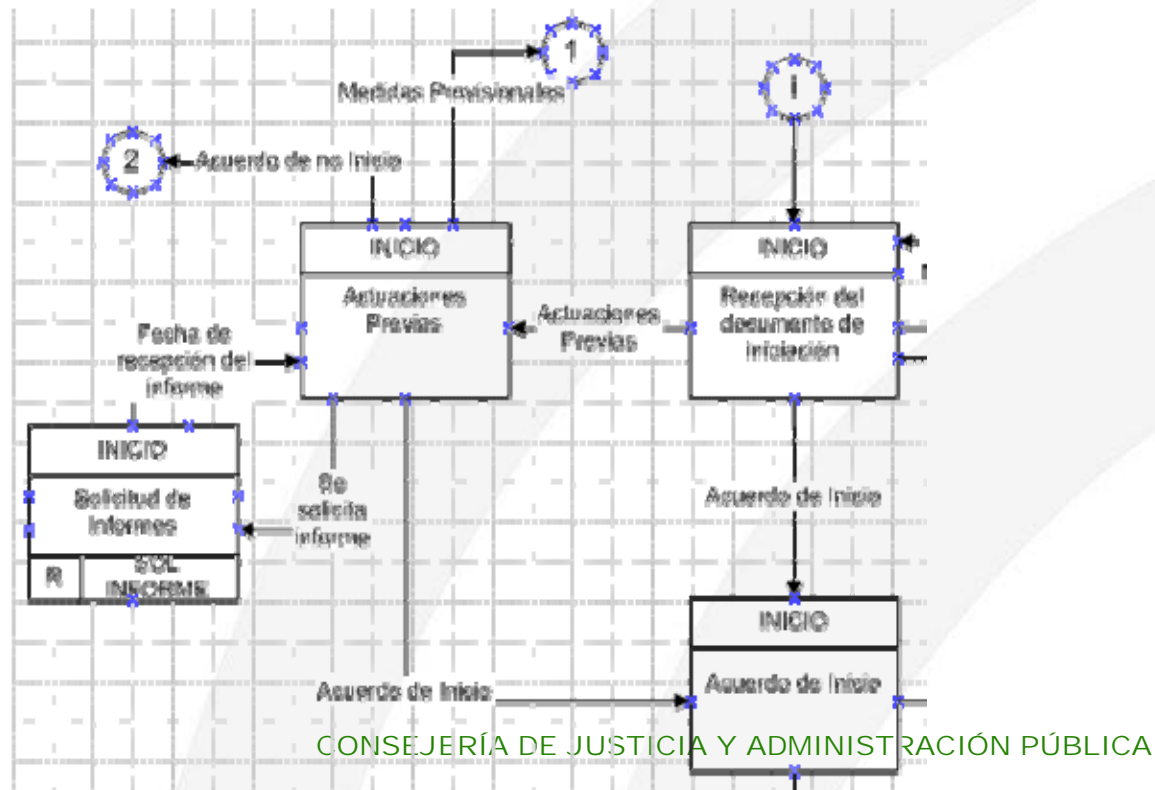 1
I
Medidas Provisionales
2
Acuerdo de no Inicio
INICIO
INICIO
Actuaciones
Previas
Actuaciones
Previas
Recepción del
documento de
iniciación
Fecha de
recepción del
informe
INICIO
Solicitud de
Informes
R
SOL
INFORME
Se
solicita
informe
Acuerdo de Inicio
INICIO
Acuerdo de Inicio
Acuerdo de Inicio
CONSEJERÍA DE JUSTICIA Y ADMINISTRACIÓN PÚBLICA